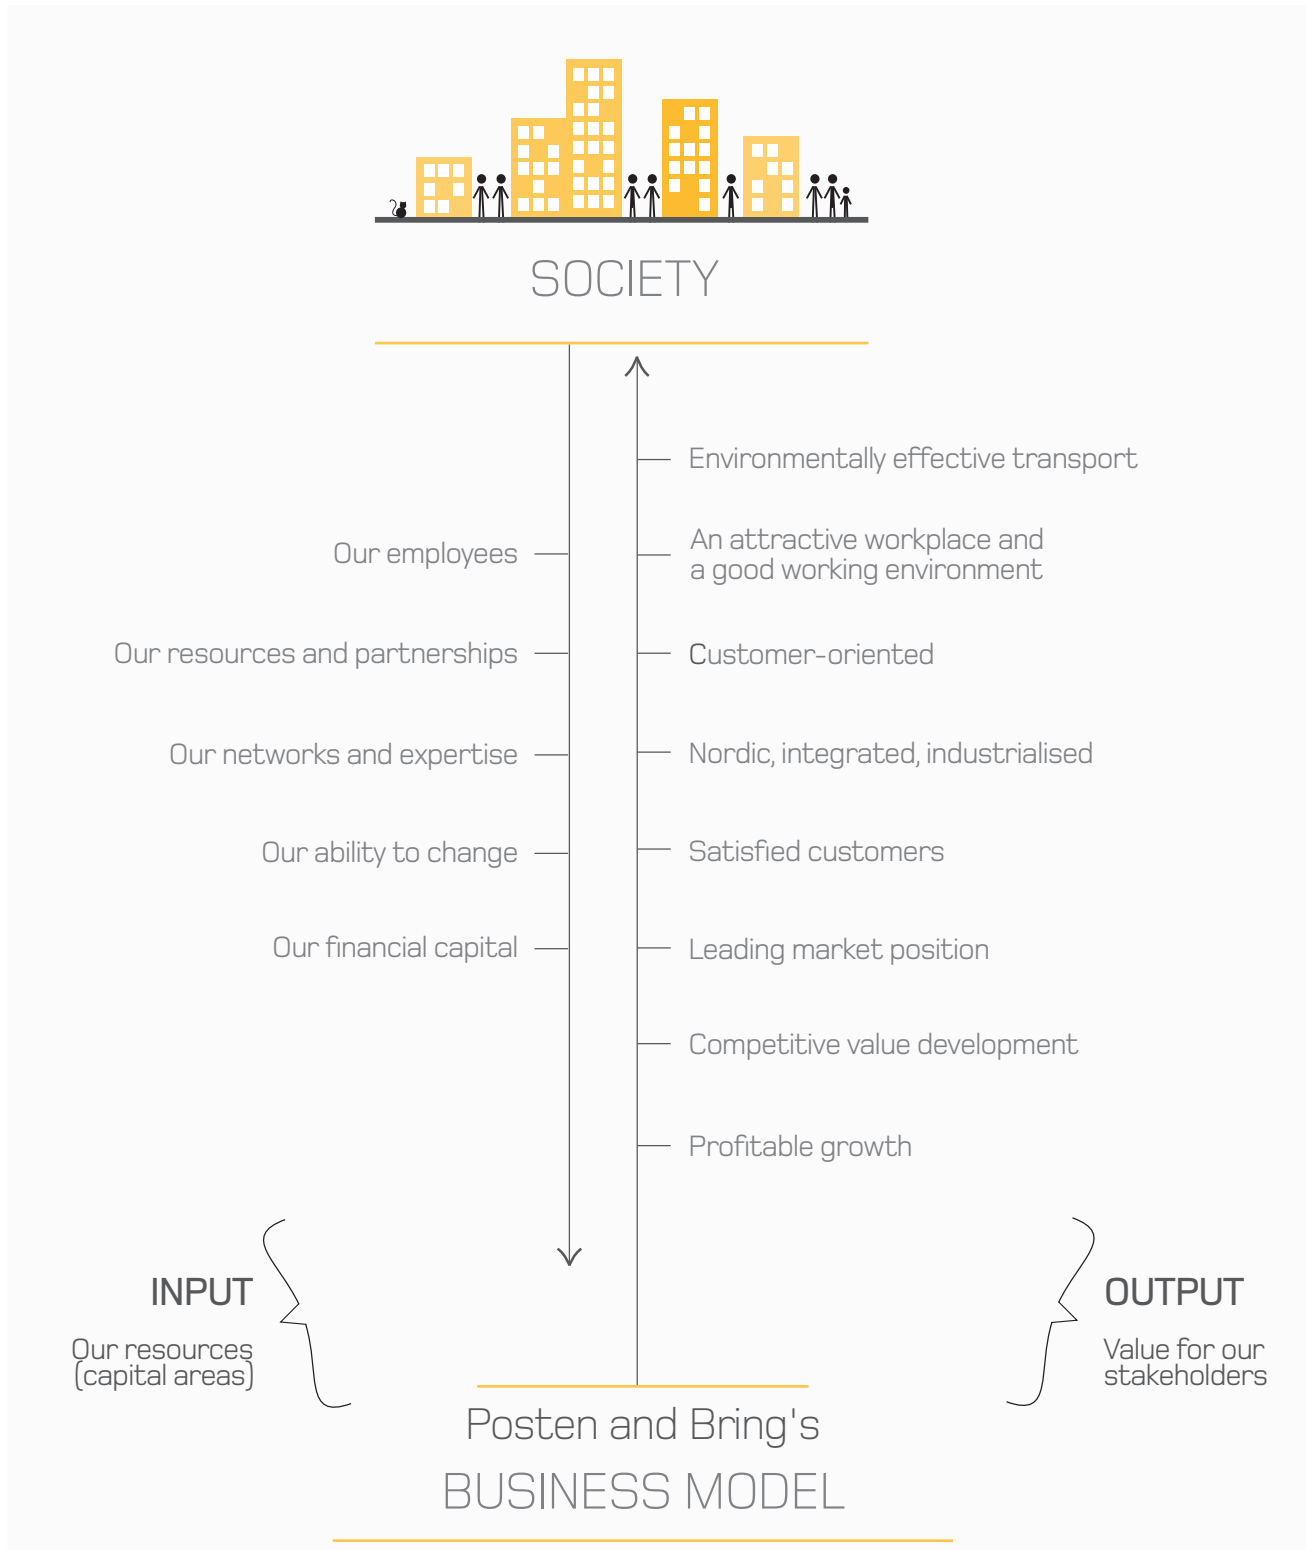 SOCIETY
Environmentally effective transport
An attractive workplace and
a good working environment
Our employees
Our resources and partnerships
Customer-oriented
Our networks and expertise
Nordic, integrated, industrialised
Our ability to change
Satisfied customers
Our financial capital
Leading market position
Competitive value development
Profitable growth
INPUT
Our resources
(capital areas)
OUTPUT
Value for our
stakeholders
Posten and Bring's
BUSINESS MODEL